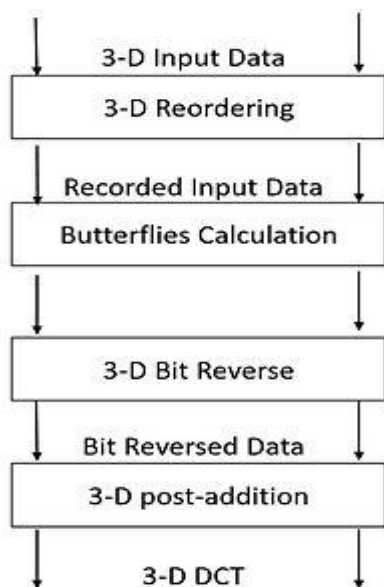 3-D Input Data
3-D Reordering
Recorded Input Data
Butterflies Calculation
3-D Bit Reverse
Bit Reversed Data
3-D post-addition
3-D DCT